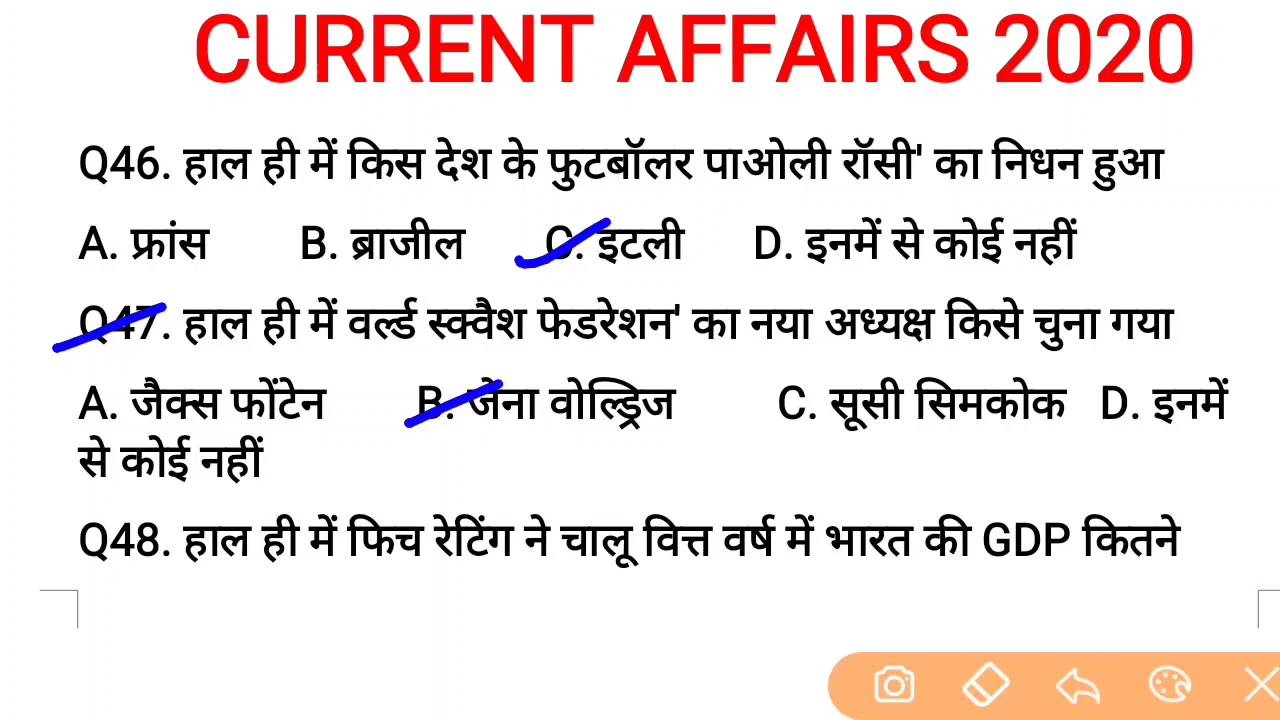 CURRENT AFFAIRS 2020
Q46. हाल ही में किस देश के फुटबॉलर पाओली रॉसी' का निधन हुआ
A. फ्रांस B. ब्राजील C. इटली D. इनमें से कोई नहीं
Q47. हाल ही में वर्ल्ड स्क्वैश फेडरेशन' का नया अध्यक्ष किसे चुना गया
A. जैक्स फोंटेन B. जेना वोल्ड्रिज C. सूसी सिमकोक D. इनमें
से कोई नहीं
Q48. हाल ही में फिच रेटिंग ने चालू वित्त वर्ष में भारत की GDP कितने